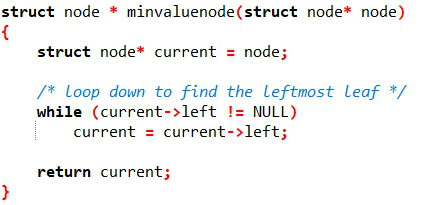 struct node * minvaluenode(struct node* node)
{
    struct node* current = node;

    /* loop down to find the leftmost leaf */
    while (current->left != NULL)
        current = current->left;

    return current;
}